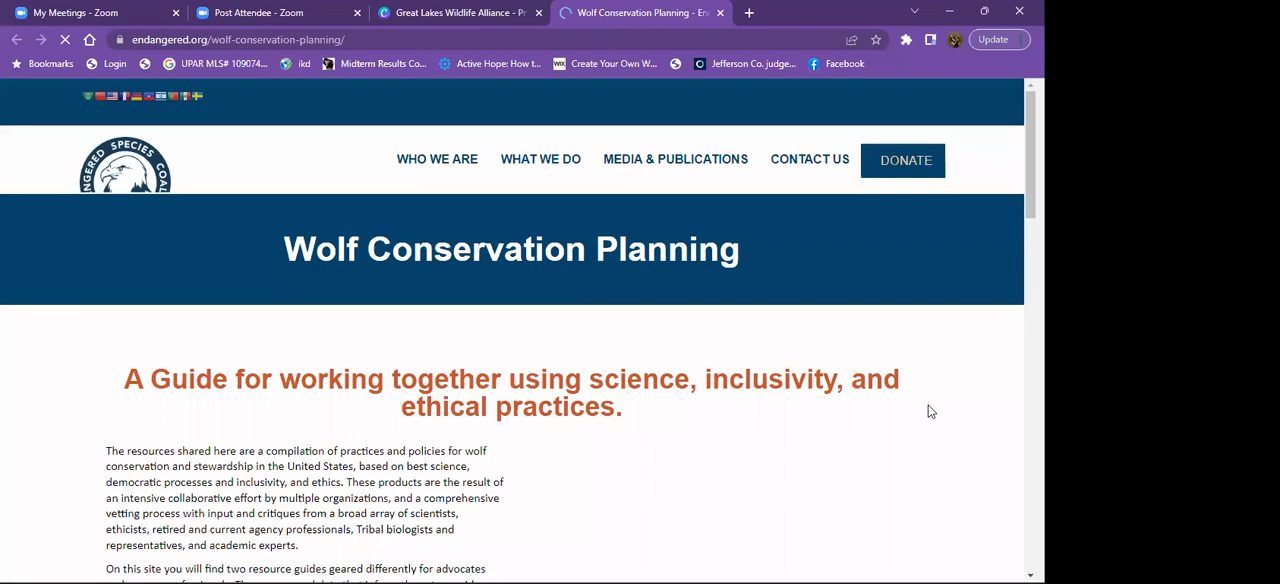 My Meetings - Zoom
Post Attendee - Zoom
Great Lakes Wildlife Alliance - Pr
Wolf Conservation Planning - En
endangered.org/wolf-conservation-planning/
Update
Bookmarks
Login
UPAR MLS# 109074...
ikd
Midterm Results Co...
Active Hope: How t...
WIX
Create Your Own W...
Jefferson Co. judge...
Facebook
NGERED SPECIES COAL
WHO WE ARE
WHAT WE DO
MEDIA & PUBLICATIONS
CONTACT US
DONATE
Wolf Conservation Planning
A Guide for working together using science, inclusivity, and
ethical practices.
The resources shared here are a compilation of practices and policies for wolf
conservation and stewardship in the United States, based on best science,
democratic processes and inclusivity, and ethics. These products are the result of
an intensive collaborative effort by multiple organizations, and a comprehensive
vetting process with input and critiques from a broad array of scientists,
ethicists, retired and current agency professionals, Tribal biologists and
representatives, and academic experts.
On this site you will find two resource guides geared differently for advocates